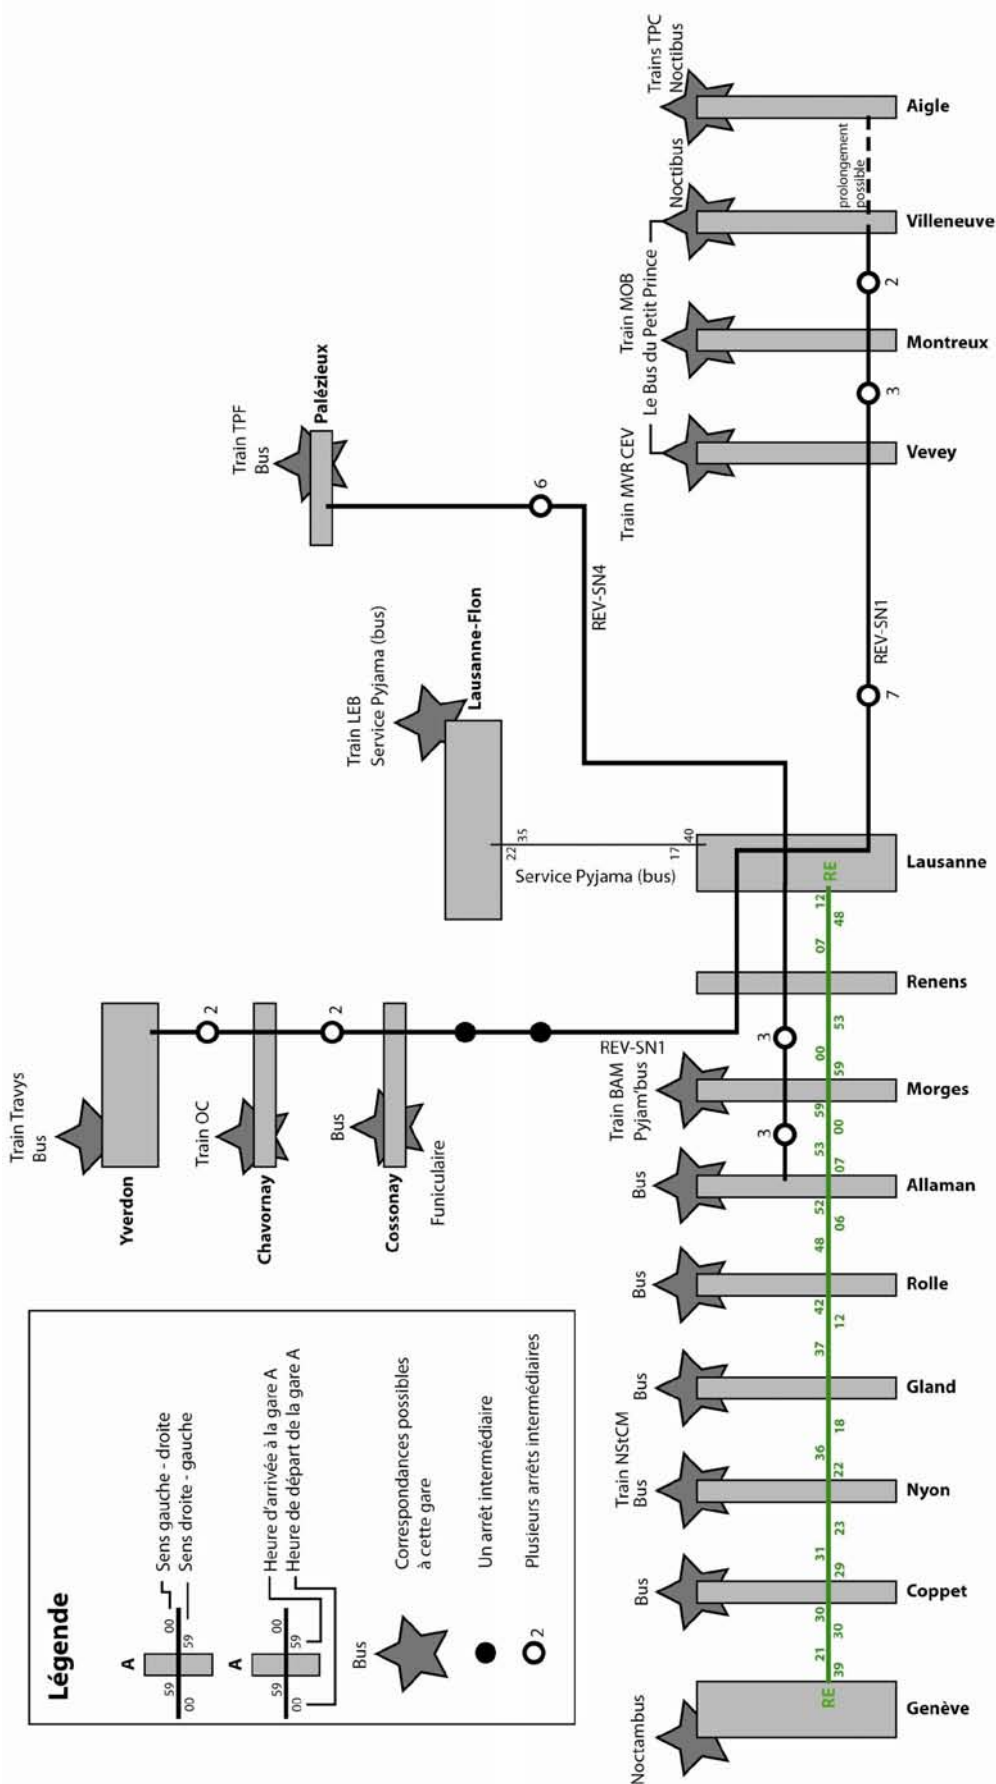 Légende
A
59
00
00
59
Sens gauche - droite
Sens droite - gauche
A
59
00
00
59
Heure d'arrivée à la gare A
Heure de départ de la gare A
Bus
Correspondances possibles
à cette gare
Un arrêt intermédiaire
2
Plusieurs arrêts intermédiaires
Train Travys
Bus
Yverdon
2
Train OC
Chavornay
2
Bus
Cossonay
Funiculaire
REV-SN1
Train LEB
Service Pyjama (bus)
Lausanne-Flon
22
35
Service Pyjama (bus)
17
40
Train TPF
Bus
Palézieux
6
REV-SN4
Noctambus
Bus
Train NStCM
Bus
Bus
Bus
Bus
Train BAM
Pyjam'bus
Train MVR CEV
Le Bus du Petit Prince
Train MOB
Noctibus
Trains TPC
Noctibus
3
3
prolongement
possible
RE
21
30
31
36
37
42
48
52
53
59
00
07
12
RE
39
30
29
23
22
18
12
06
07
00
59
53
48
REV-SN1
7
3
2
Genève
Coppet
Nyon
Gland
Rolle
Allaman
Morges
Renens
Lausanne
Vevey
Montreux
Villeneuve
Aigle